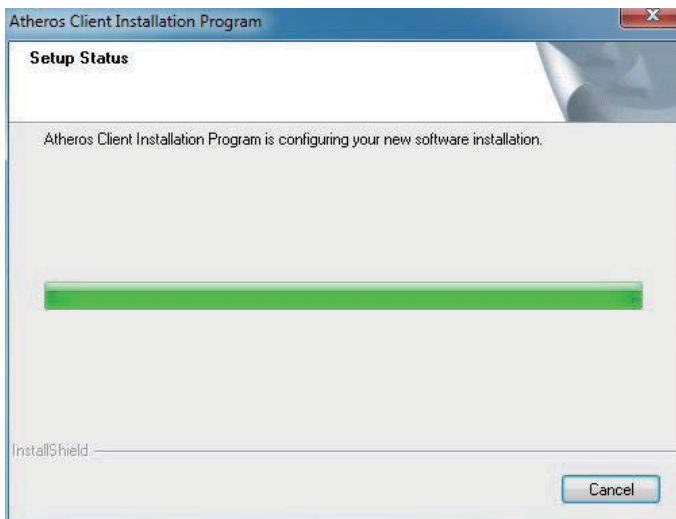 Atheros Client Installation Program
Setup Status
Atheros Client Installation Program is configuring your new software installation.
InstallShield
Cancel